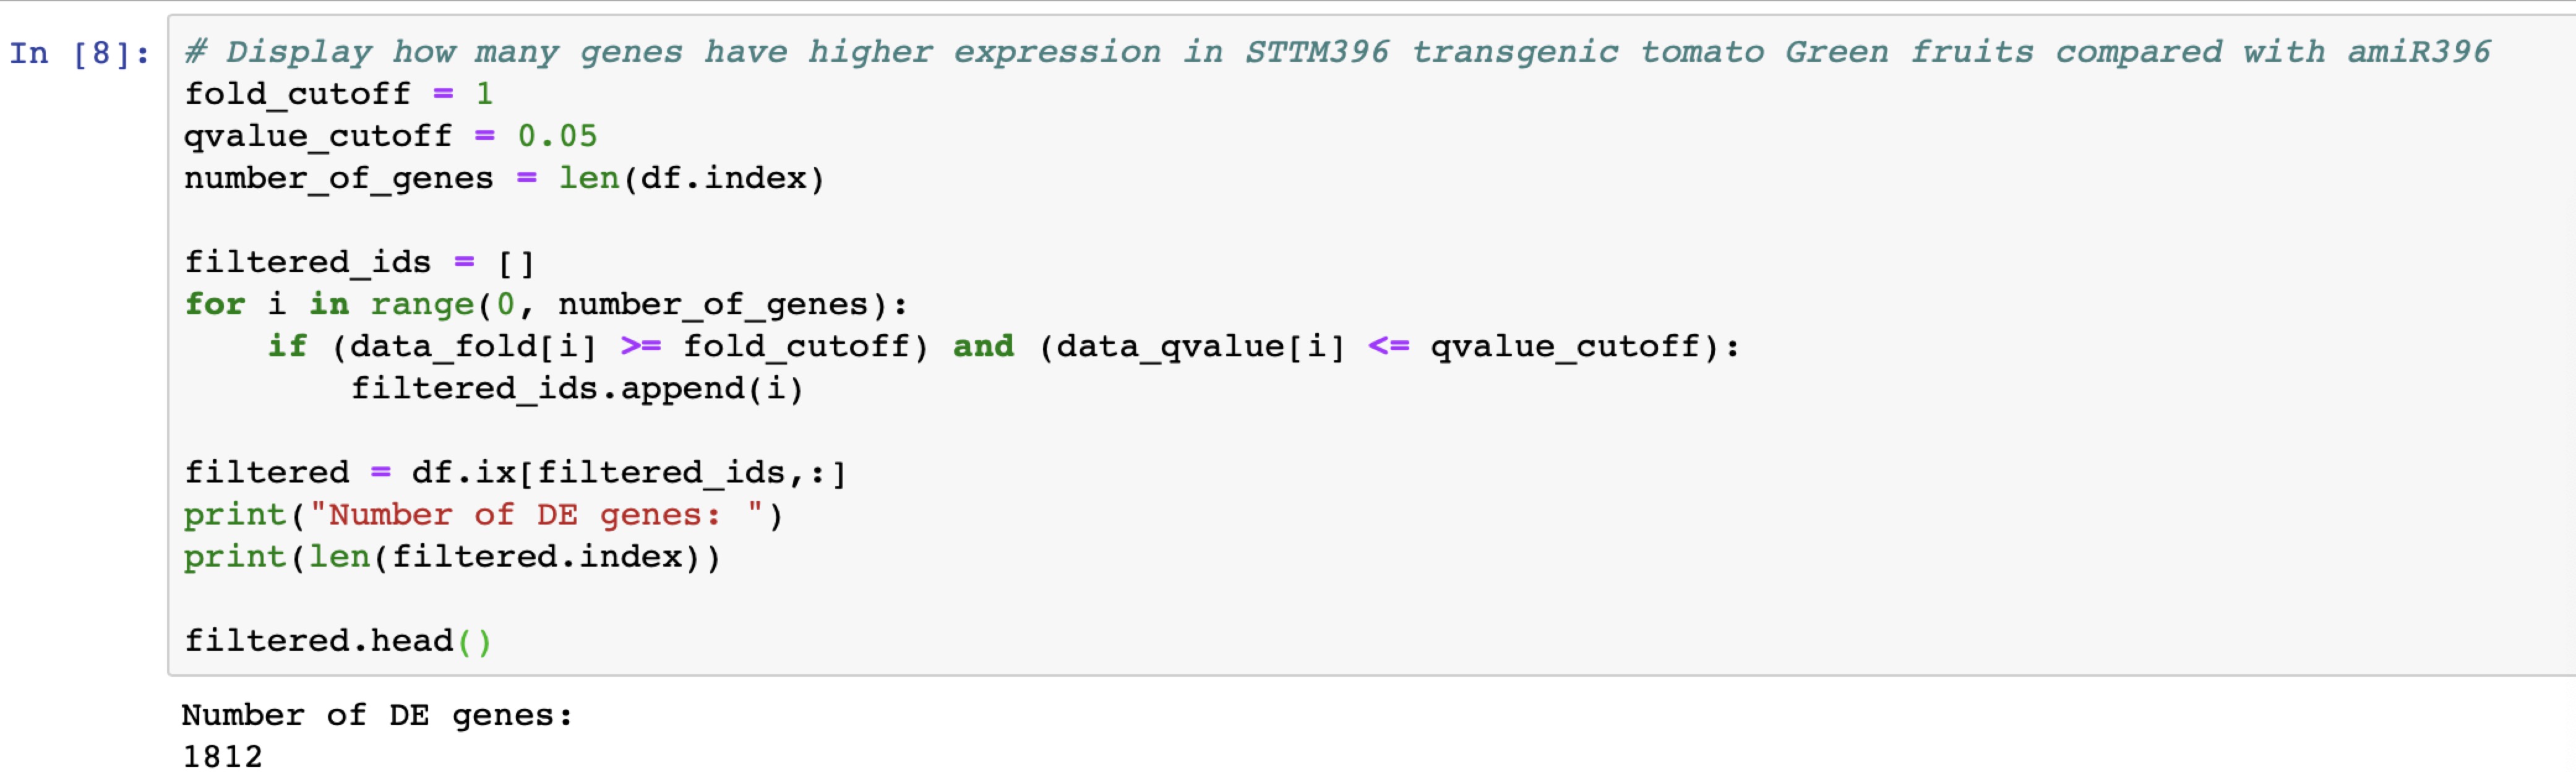 In [8]: # Display how many genes have higher expression in STTM396 transgenic tomato Green fruits compared with amiR396
fold_cutoff = 1
qvalue_cutoff = 0.05
number_of_genes = len(df.index)
filtered_ids = []
for i in range(0, number_of_genes):
    if (data_fold[i] >= fold_cutoff) and (data_qvalue[i] <= qvalue_cutoff):
        filtered_ids.append(i)
filtered = df.ix[filtered_ids,:]
print("Number of DE genes: ")
print(len(filtered.index))
filtered.head()
Number of DE genes:
1812